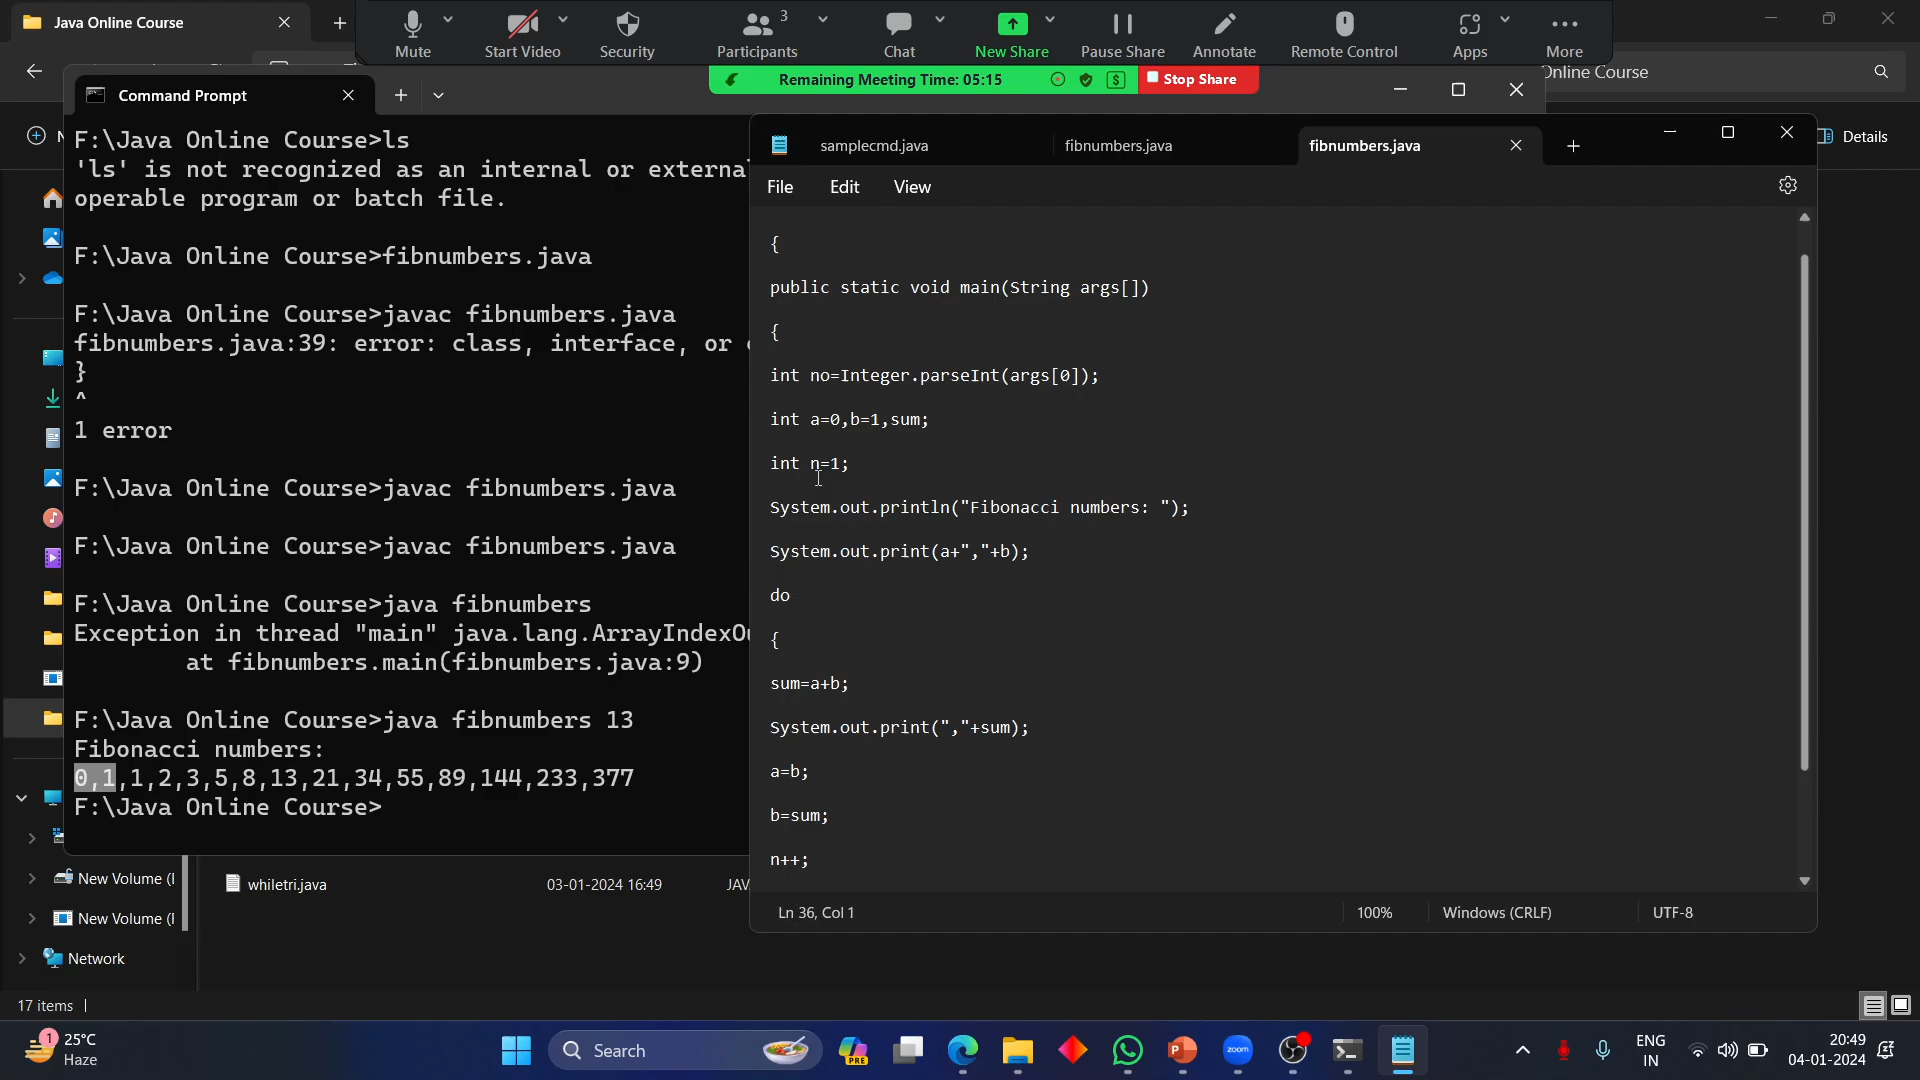 Java Online Course
Mute
Start Video
Security
3
Participants
Chat
New Share
Pause Share
Annotate
Remote Control
Apps
More
Remaining Meeting Time: 05:15
Stop Share
Online Course
Command Prompt
Details
F:\Java Online Course>ls
'ls' is not recognized as an internal or externa
operable program or batch file.
F:\Java Online Course>fibnumbers.java
F:\Java Online Course>javac fibnumbers.java
fibnumbers.java:39: error: class, interface, or
}
^
1 error
F:\Java Online Course>javac fibnumbers.java
F:\Java Online Course>javac fibnumbers.java
F:\Java Online Course>java fibnumbers
Exception in thread "main" java.lang.ArrayIndexOu
at fibnumbers.main(fibnumbers.java:9)
F:\Java Online Course>java fibnumbers 13
Fibonacci numbers:
0,1,1,2,3,5,8,13,21,34,55,89,144,233,377
F:\Java Online Course>
samplecmd.java
fibnumbers.java
fibnumbers.java
File
Edit
View
{
public static void main(String args[])
{
int no=Integer.parseInt(args[0]);
int a=0,b=1,sum;
int n=1;
System.out.println("Fibonacci numbers: ");
System.out.print(a+","+b);
do
{
sum=a+b;
System.out.print(","+sum);
a=b;
b=sum;
n++;
Ln 36, Col 1
100%
Windows (CRLF)
UTF-8
whiletri.java
03-01-2024 16:49
JAV
New Volume (
New Volume (
Network
17 items
1
25°C
Haze
Search
PRE
zoom
ENG
IN
20:49
04-01-2024